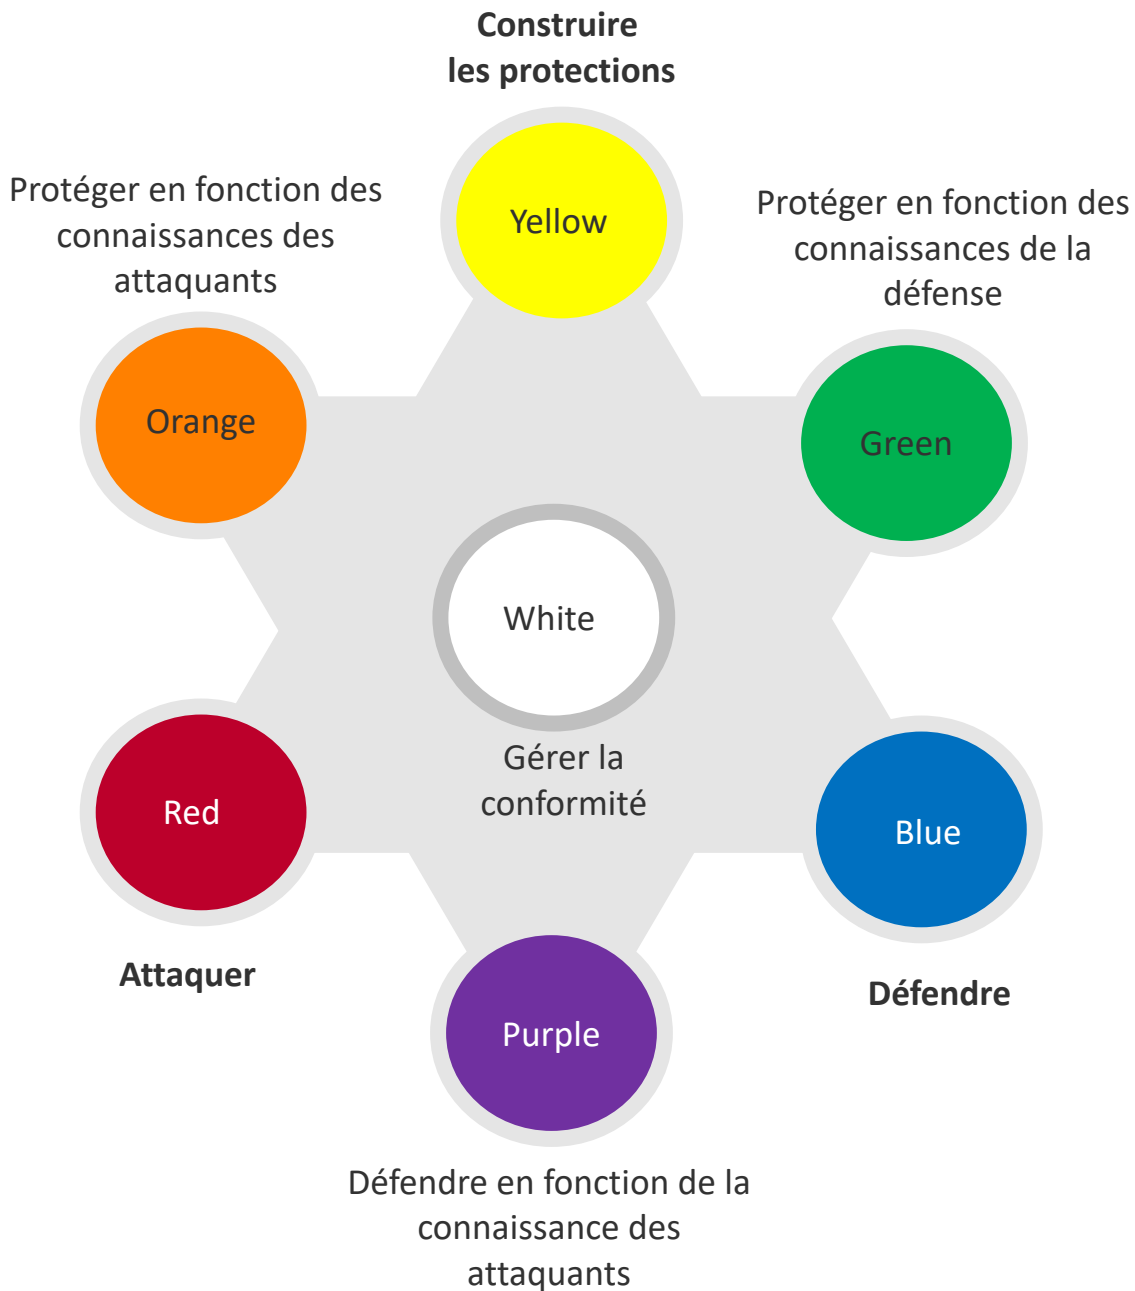 Construire
les protections
Yellow
Protéger en fonction des
connaissances des
attaquants
Protéger en fonction des
connaissances de la
défense
Orange
Green
White
Gérer la
conformité
Red
Blue
Attaquer
Défendre
Purple
Défendre en fonction de la
connaissance des
attaquants